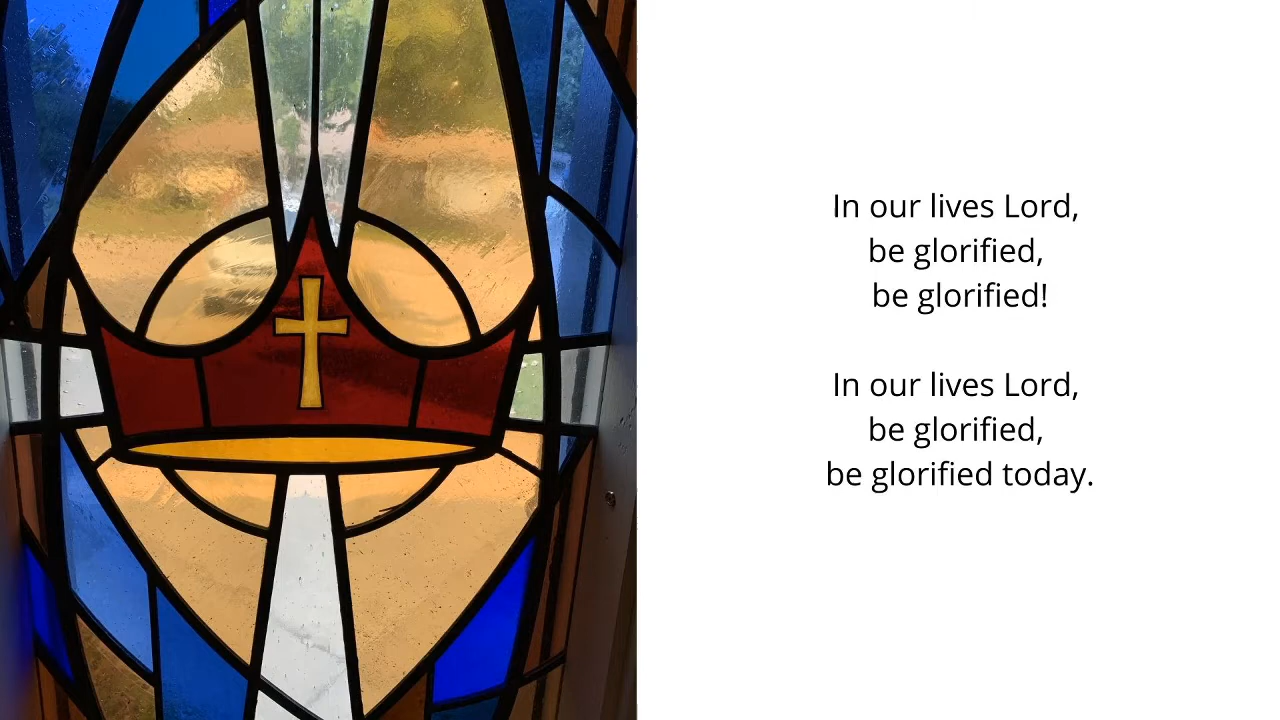 In our lives Lord,
be glorified,
be glorified!
In our lives Lord,
be glorified,
be glorified today.